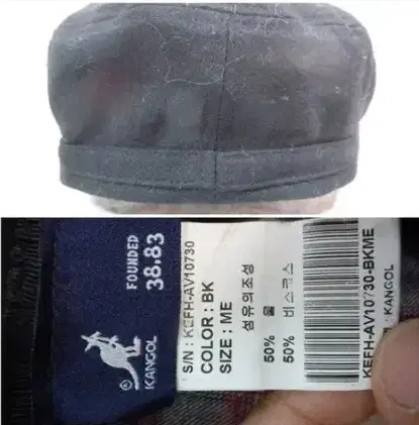 FOUNDED
38.83
©KANGOL
S/N : KEFH-AV10730
COLOR : BK
SIZE : ME
섬유의조성
50% 울
50% 비스코스
KEFH-AV10730-BKME
KANGOL